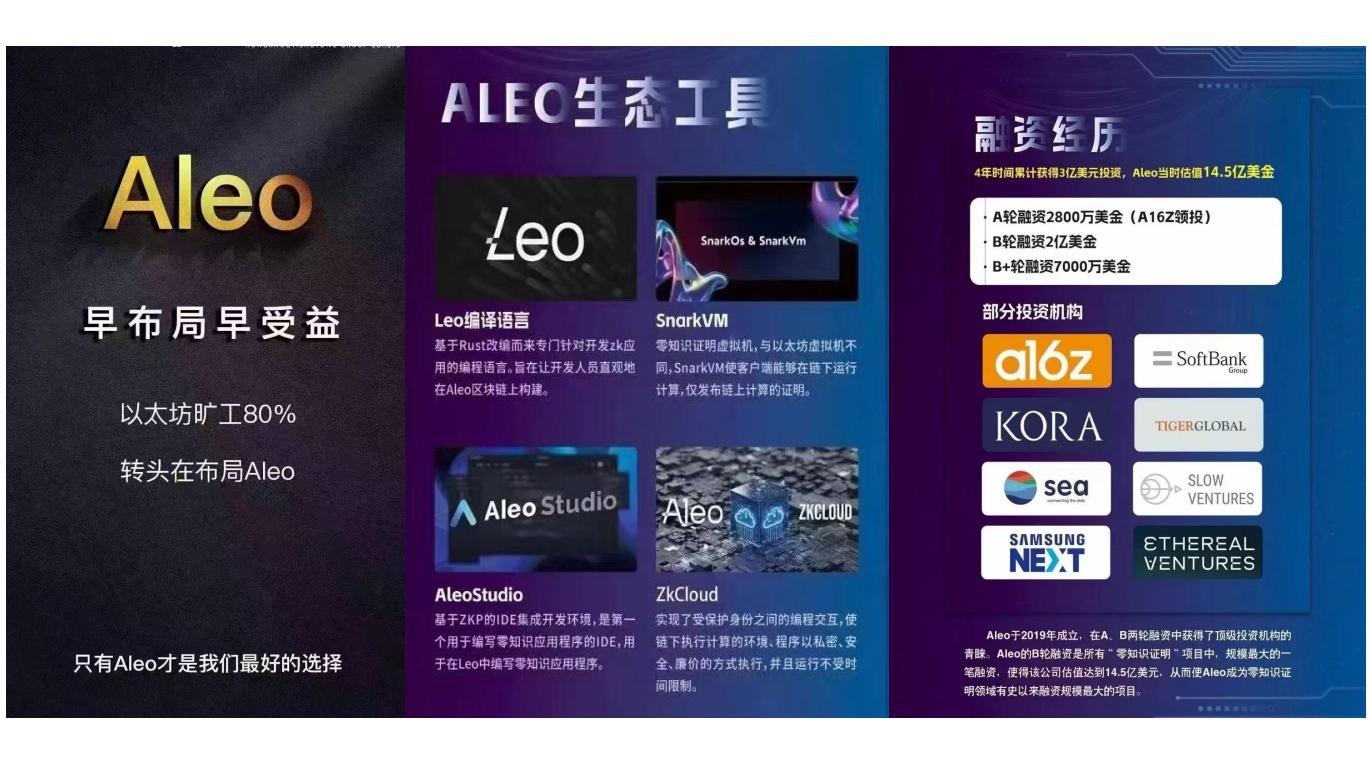 Aleo
早布局早受益
以太坊旷工80%
转头在布局Aleo
只有Aleo才是我们最好的选择
ALEO生态工具
Leo
Leo编译语言
基于Rust改编而来专门针对开发zk应
用的编程语言。旨在让开发人员直观地
在Aleo区块链上构建。
SnarkOs & SnarkVm
SnarkVM
零知识证明虚拟机,与以太坊虚拟机不
同,SnarkVM使客户端能够在链下运行
计算,仅发布链上计算的证明。
Aleo Studio
AleoStudio
基于ZKP的IDE集成开发环境,是第一
个用于编写零知识应用程序的IDE,用
于在Leo中编写零知识应用程序。
Aleo ZKCLOUD
ZkCloud
实现了受保护身份之间的编程交互,使
链下执行计算的环境、程序以私密、安
全、廉价的方式执行,并且运行不受时
间限制。
融资经历
4年时间累计获得3亿美元投资，Aleo当时估值14.5亿美金
· A轮融资2800万美金（A16Z领投）
· B轮融资2亿美金
· B+轮融资7000万美金
部分投资机构
a16z
SoftBank
Group
KORA
TIGERGLOBAL
sea
connecting the dots
SLOW
VENTURES
SAMSUNG
NEXT
ETHEREAL
VENTURES
Aleo于2019年成立，在A、B两轮融资中获得了顶级投资机构的
青睐。Aleo的B轮融资是所有“零知识证明”项目中，规模最大的一
笔融资，使得该公司估值达到14.5亿美元，从而使Aleo成为零知识证
明领域有史以来融资规模最大的项目。